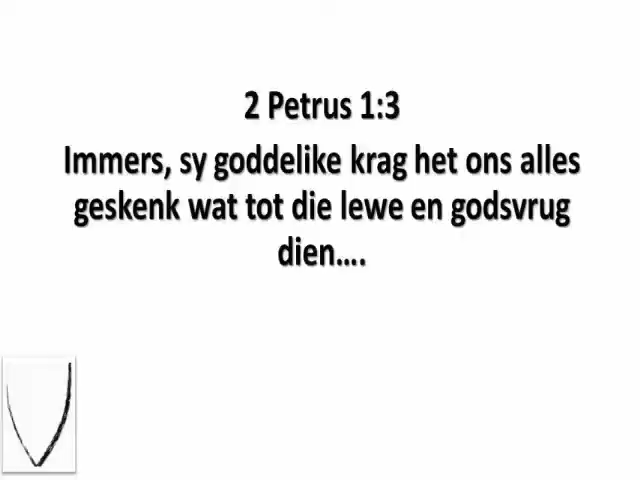 2 Petrus 1:3
Immers, sy goddelike krag het ons alles
geskenk wat tot die lewe en godsvrug
dien....